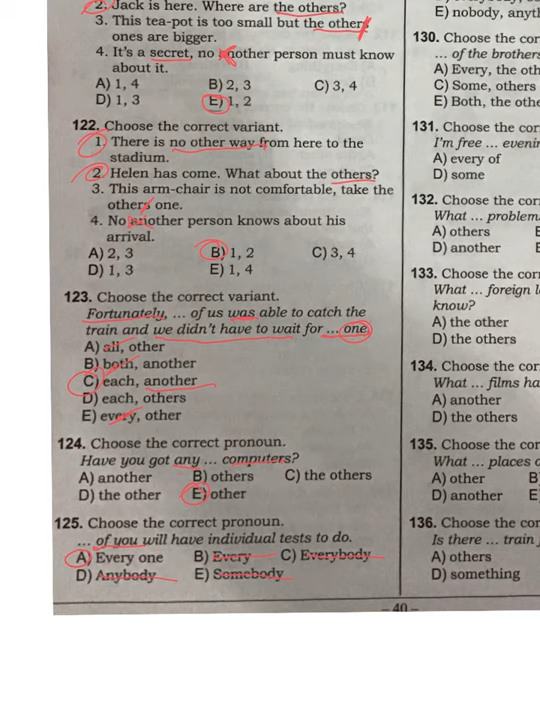 2. Jack is here. Where are the others?
3. This tea-pot is too small but the others
ones are bigger.
4. It's a secret, no another person must know
about it.
A) 1, 4 B) 2, 3 C) 3, 4
D) 1, 3 E) 1, 2
122. Choose the correct variant.
1. There is no other way from here to the
stadium.
2. Helen has come. What about the others?
3. This arm-chair is not comfortable, take the
others one.
4. No another person knows about his
arrival.
A) 2, 3 B) 1, 2 C) 3, 4
D) 1, 3 E) 1, 4
123. Choose the correct variant.
Fortunately, ... of us was able to catch the
train and we didn't have to wait for ... one.
A) all, other
B) both, another
C) each, another
D) each, others
E) every, other
124. Choose the correct pronoun.
Have you got any ... computers?
A) another B) others C) the others
D) the other E) other
125. Choose the correct pronoun.
... of you will have individual tests to do.
A) Every one B) Every C) Everybody
D) Anybody E) Somebody
E) nobody, anyt
130. Choose the cor
... of the brothers
A) Every, the oth
C) Some, others
E) Both, the othe
131. Choose the cor
I'm free ... evenin
A) every of
D) some
132. Choose the cor
What ... problem
A) others
D) another
133. Choose the corr
What ... foreign l
know?
A) the other
D) the others
134. Choose the cor
What ... films ha
A) another
D) the others
135. Choose the cor
What ... places o
A) other B)
D) another E
136. Choose the cor
Is there ... train
A) others
D) something
– 40 –